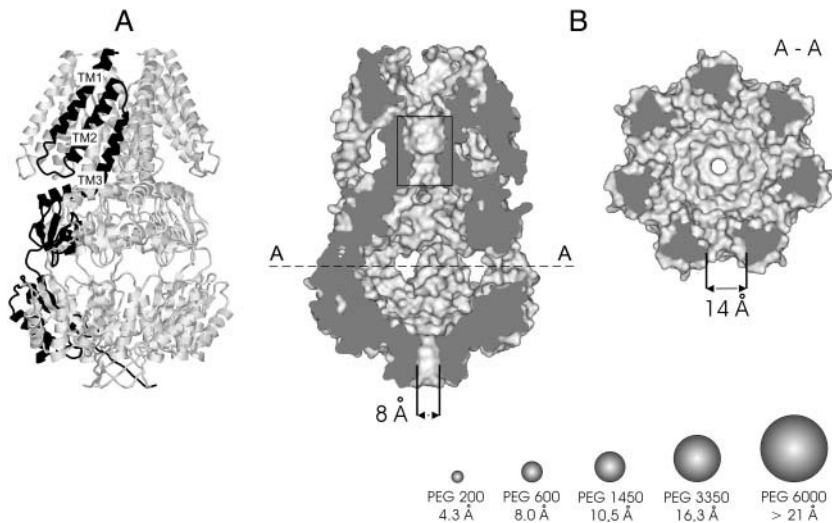 A
B
TM1
TM2
TM3
A - A
A A
14 Å
8 Å
PEG 200 PEG 600 PEG 1450 PEG 3350 PEG 6000
4.3 Å 8.0 Å 10,5 Å 16,3 Å > 21 Å